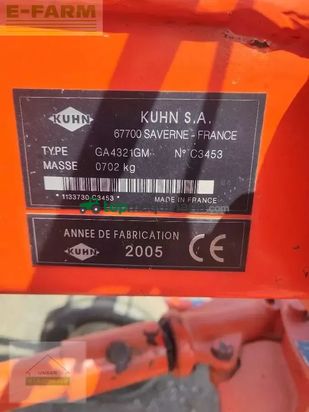 E-FARM
KUHN
KUHN S.A.
67700 SAVERNE - FRANCE
TYPE GA4321GM N° C3453
MASSE 0702 kg
*1133730 C3453* MADE IN FRANCE
ANNEE DE FABRICATION
KUHN 2005 CE
UNSER